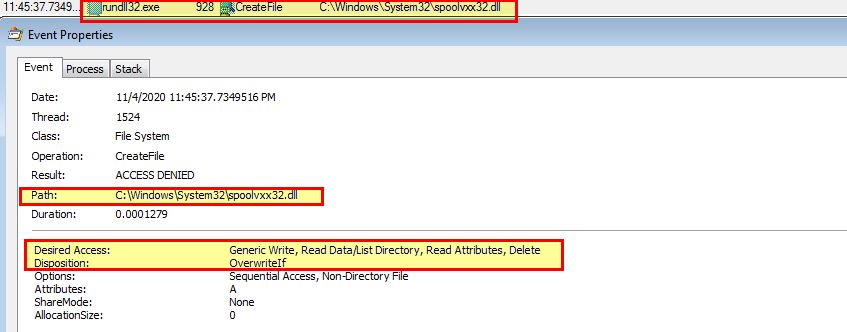 11:45:37.7349... rundll32.exe 928 CreateFile C:\Windows\System32\spoolvxx32.dll
Event Properties
Event Process Stack
Date: 11/4/2020 11:45:37.7349516 PM
Thread: 1524
Class: File System
Operation: CreateFile
Result: ACCESS DENIED
Path: C:\Windows\System32\spoolvxx32.dll
Duration: 0.0001279
Desired Access: Generic Write, Read Data/List Directory, Read Attributes, Delete
Disposition: OverwriteIf
Options: Sequential Access, Non-Directory File
Attributes: A
ShareMode: None
AllocationSize: 0